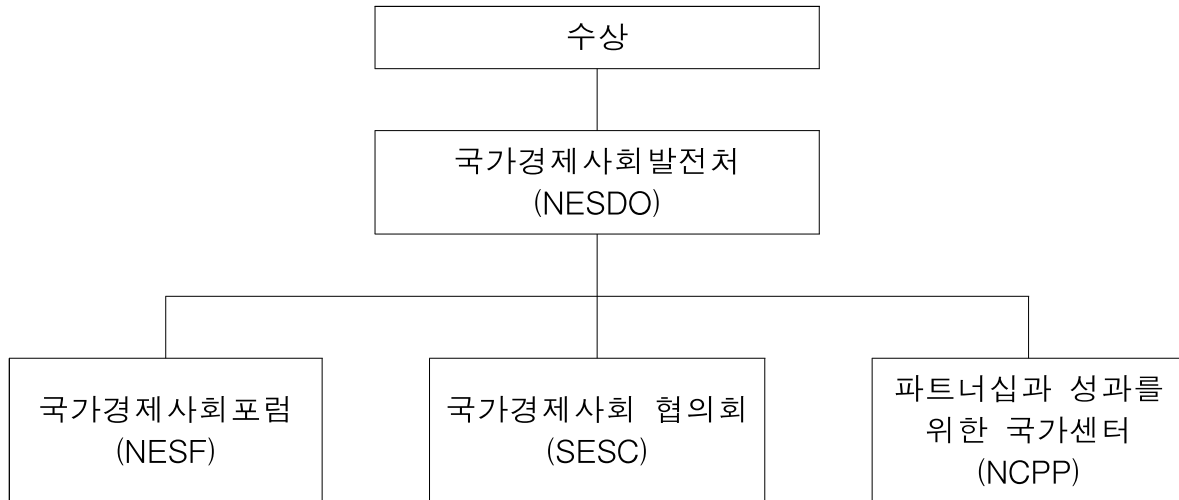 수상
국가경제사회발전처
(NESDO)
국가경제사회포럼
(NESF)
국가경제사회 협의회
(SESC)
파트너십과 성과를
위한 국가센터
(NCPP)